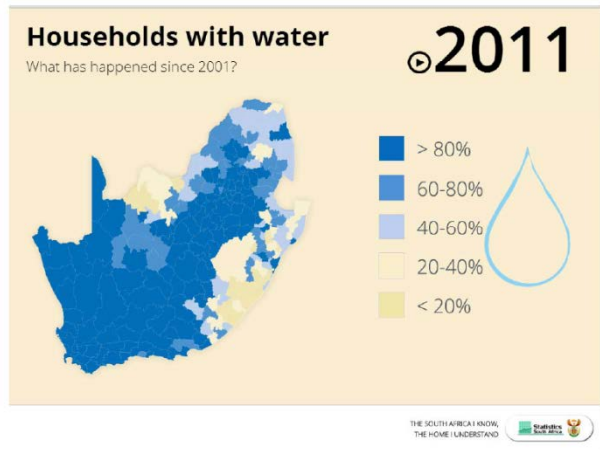 Households with water
What has happened since 2001?
2011
> 80%
60-80%
40-60%
20-40%
< 20%
THE SOUTH AFRICA I KNOW,
THE HOME I UNDERSTAND
Statistics
South Africa